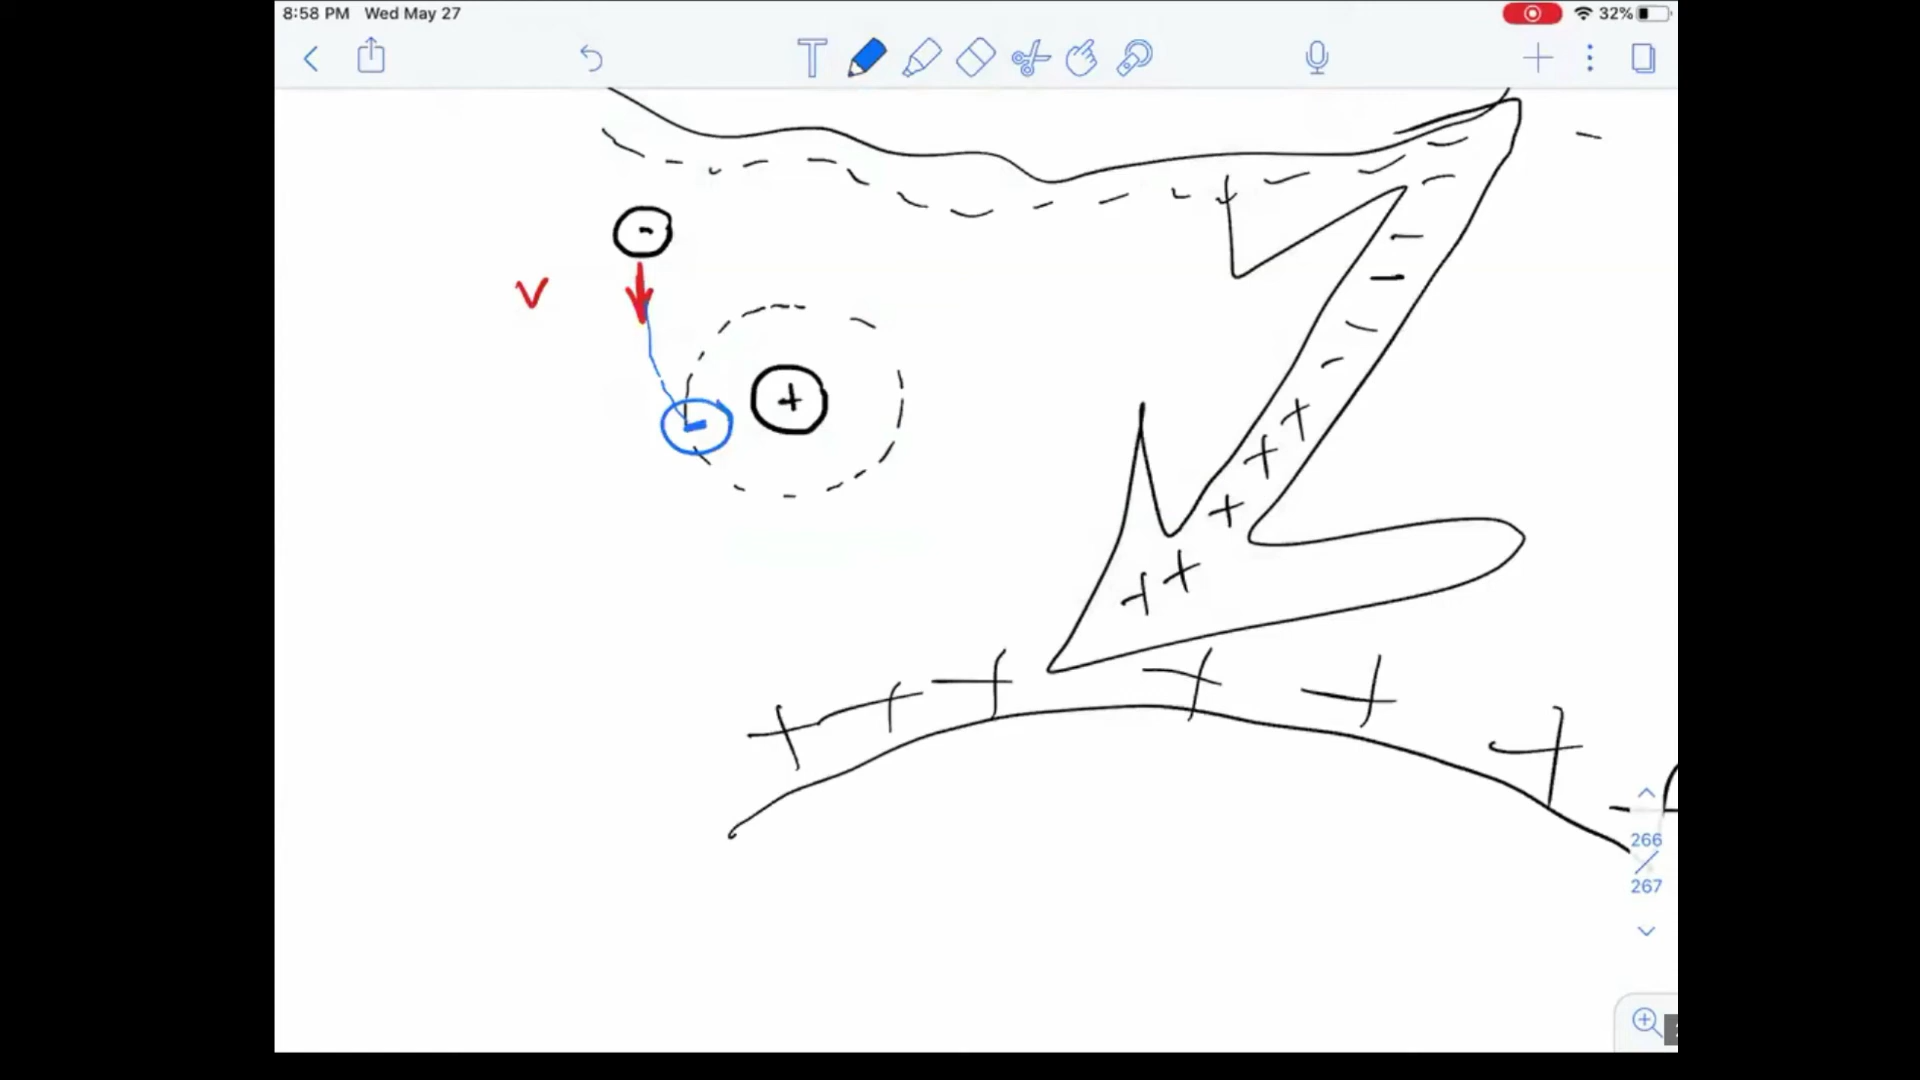 8:58 PM Wed May 27
32%
T
-
v
+
-
- - - -
+ + +
+ +
+ + + + + +
266
267